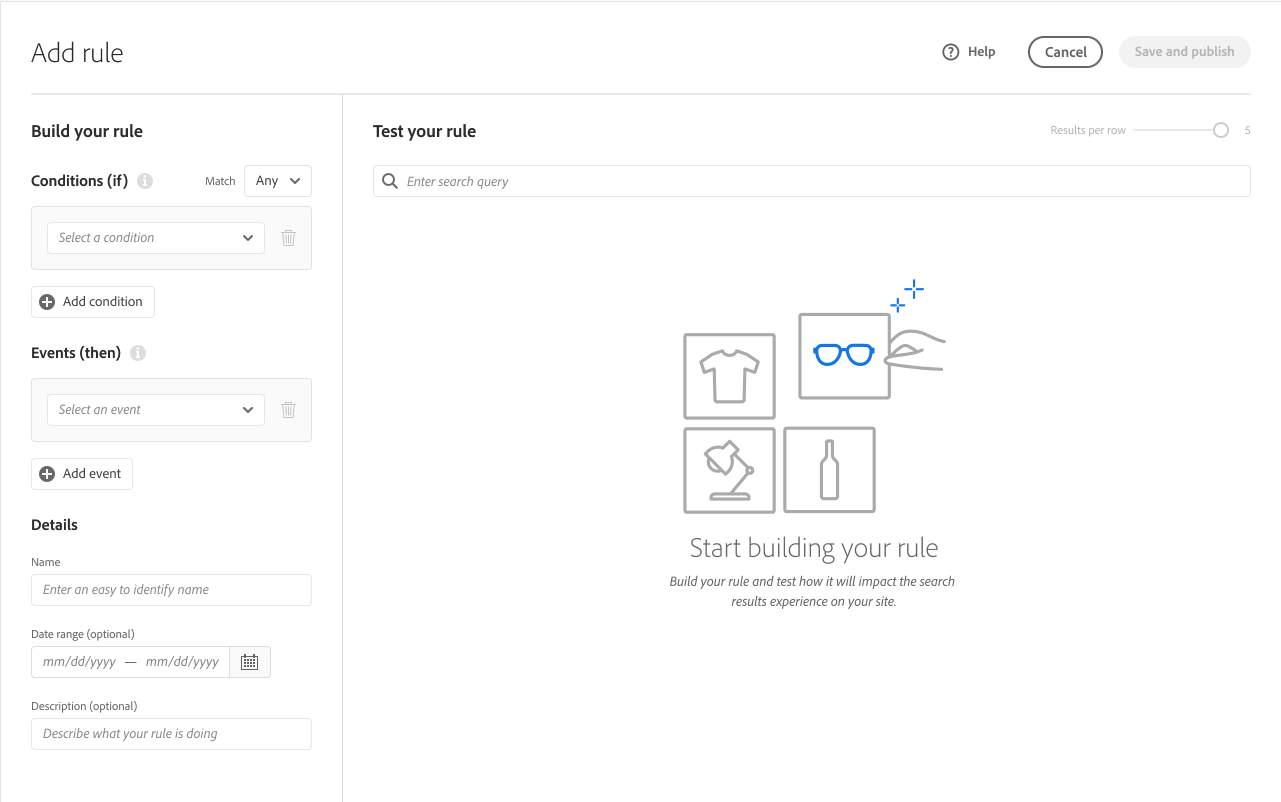 Add rule
Help
Cancel
Save and publish
Build your rule
Conditions (if)
Match
Any
Select a condition
Add condition
Events (then)
Select an event
Add event
Details
Name
Enter an easy to identify name
Date range (optional)
mm/dd/yyyy — mm/dd/yyyy
Description (optional)
Describe what your rule is doing
Test your rule
Results per row
5
Enter search query
Start building your rule
Build your rule and test how it will impact the search
results experience on your site.